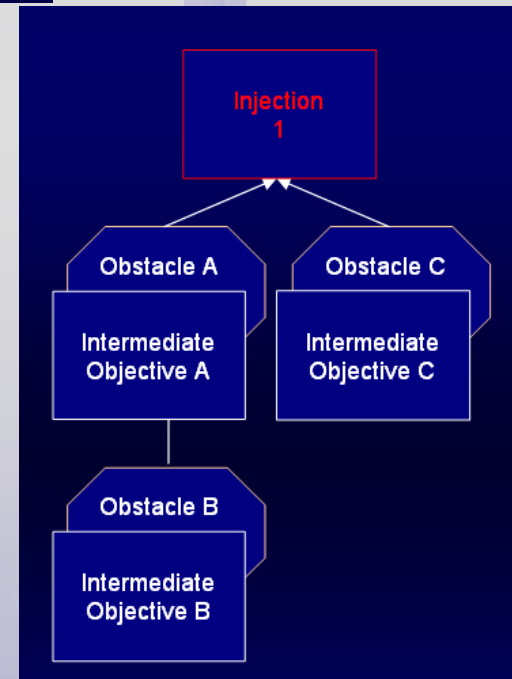 Injection
1
Obstacle A
Intermediate
Objective A
Obstacle C
Intermediate
Objective C
Obstacle B
Intermediate
Objective B